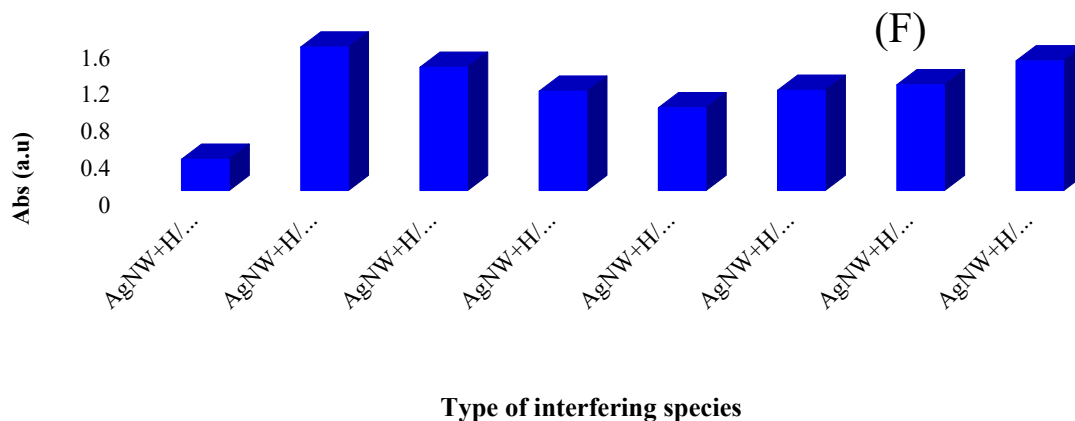 (F)
1.6
1.2
0.8
0.4
0
Abs (a.u)
AgNW+H/...
AgNW+H/...
AgNW+H/...
AgNW+H/...
AgNW+H/...
AgNW+H/...
AgNW+H/...
AgNW+H/...
Type of interfering species